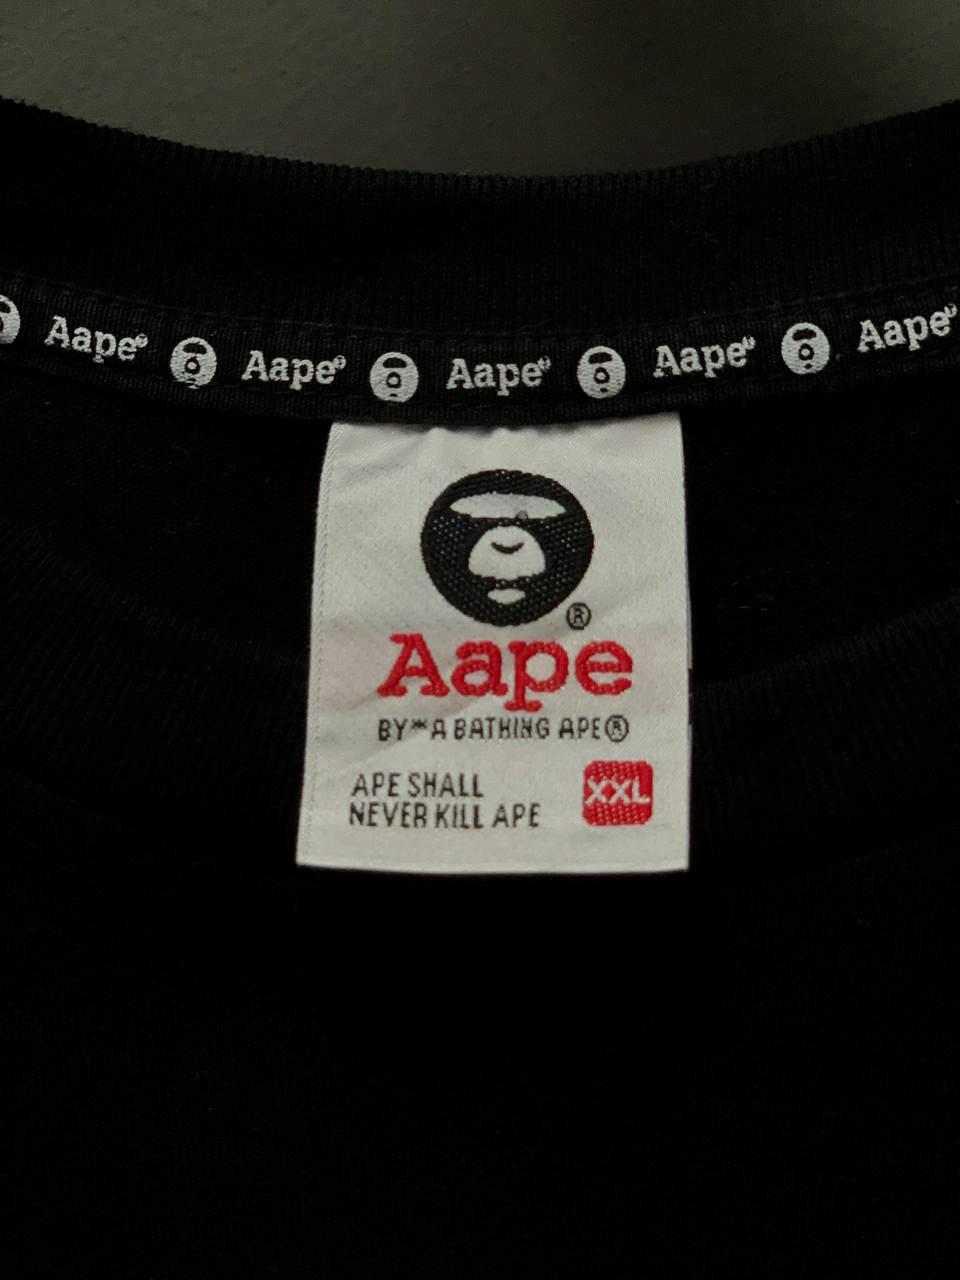 Aape® Aape® Aape® Aape® Aape®
®
Aape
BY*A BATHING APE®
APE SHALL
NEVER KILL APE
XXL